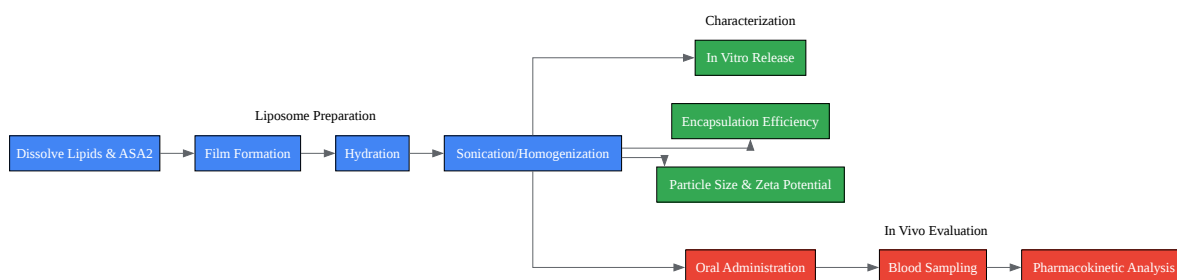 Characterization
In Vitro Release
Liposome Preparation
Encapsulation Efficiency
Dissolve Lipids & ASA2
Film Formation
Hydration
Sonication/Homogenization
Particle Size & Zeta Potential
In Vivo Evaluation
Oral Administration
Blood Sampling
Pharmacokinetic Analysis